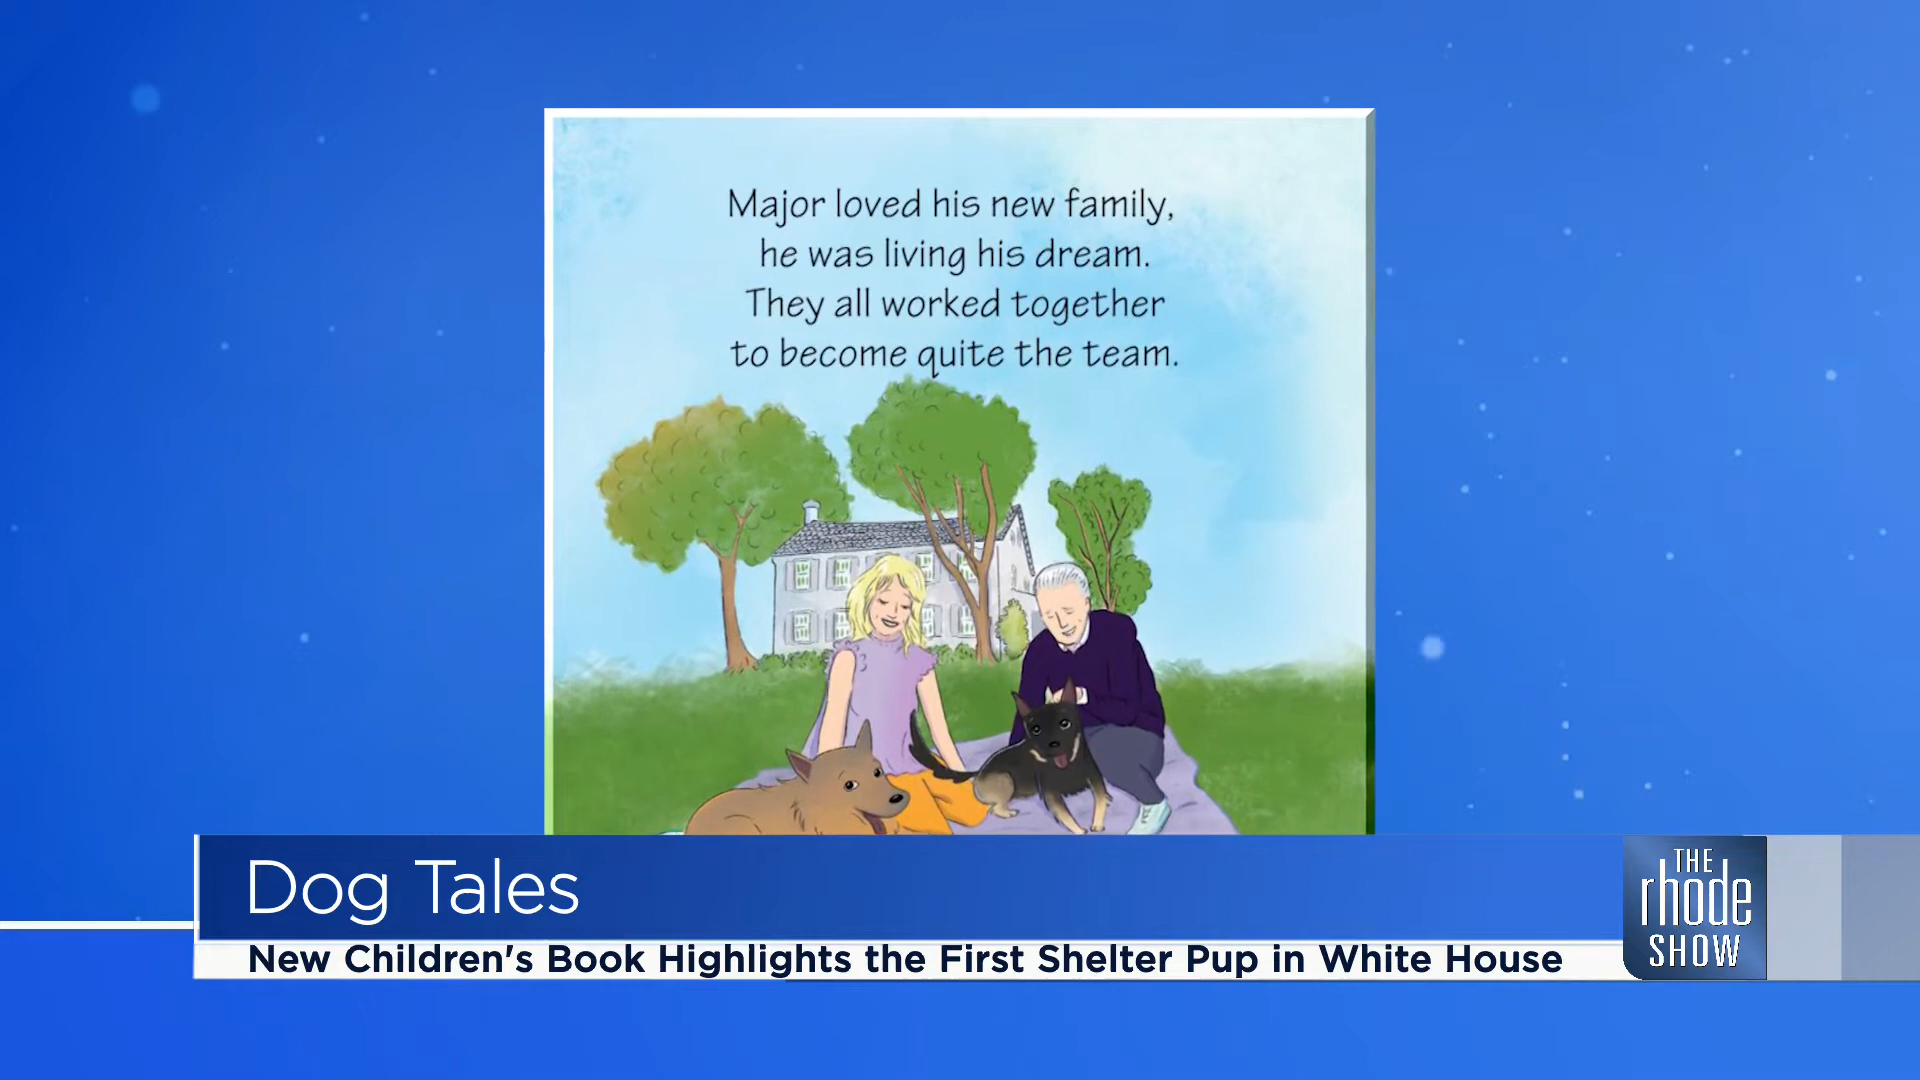 Major loved his new family,
he was living his dream.
They all worked together
to become quite the team.
Dog Tales
New Children's Book Highlights the First Shelter Pup in White House
THE
rhode
SHOW